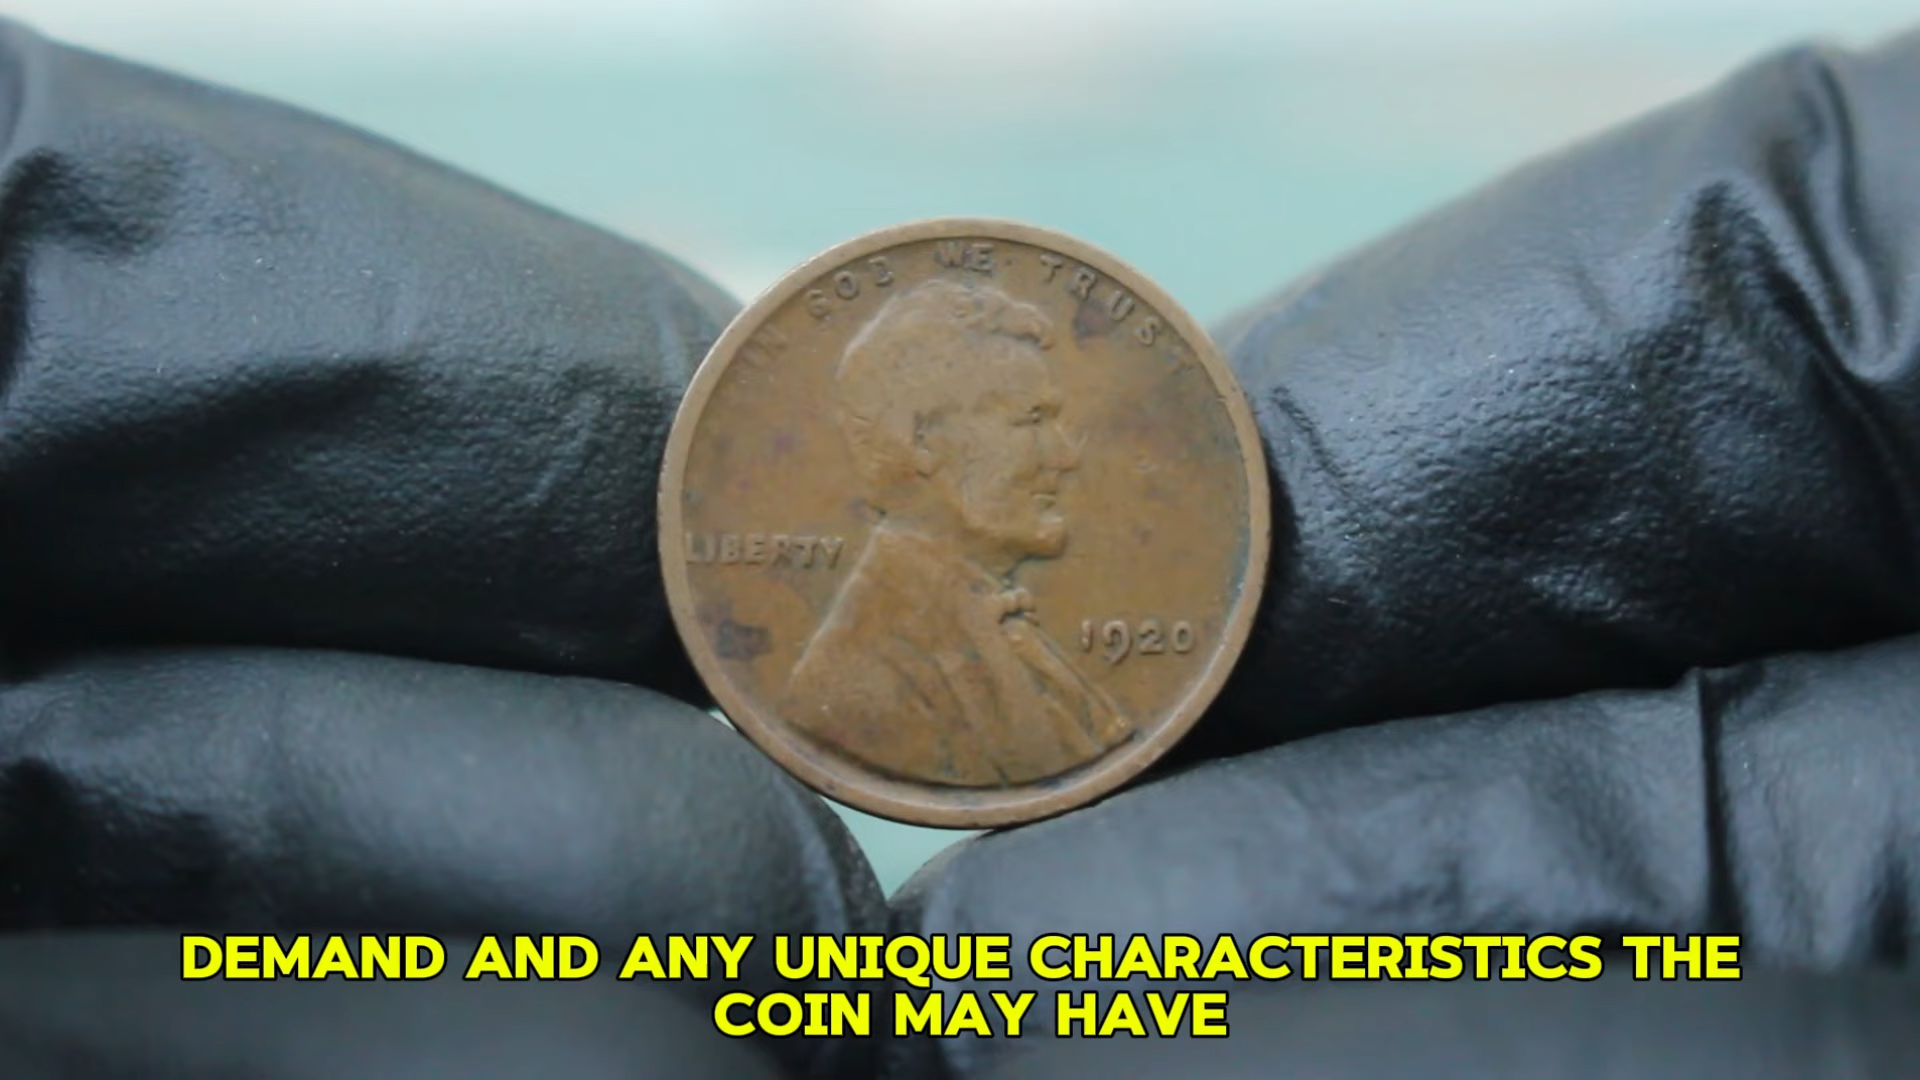 IN GOD WE TRUST
LIBERTY
1920
DEMAND AND ANY UNIQUE CHARACTERISTICS THE
COIN MAY HAVE